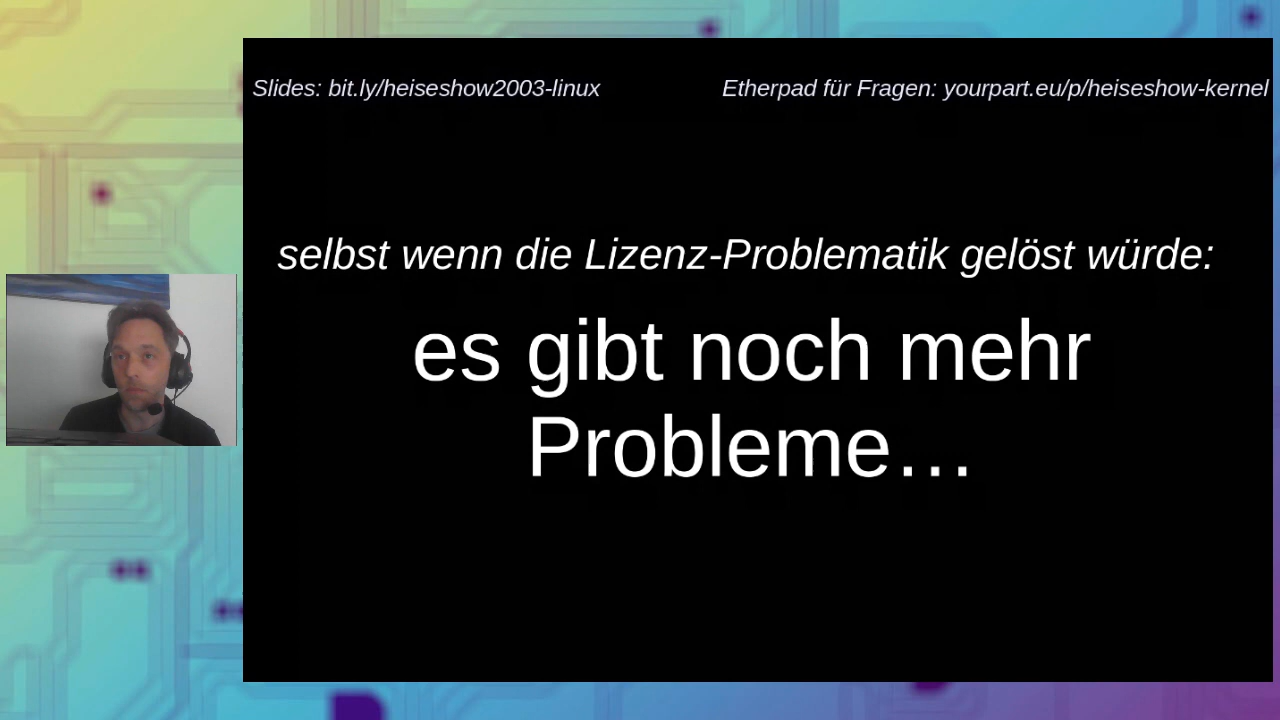 Slides: bit.ly/heiseshow2003-linux
Etherpad für Fragen: yourpart.eu/p/heiseshow-kernel
selbst wenn die Lizenz-Problematik gelöst würde:
es gibt noch mehr
Probleme…